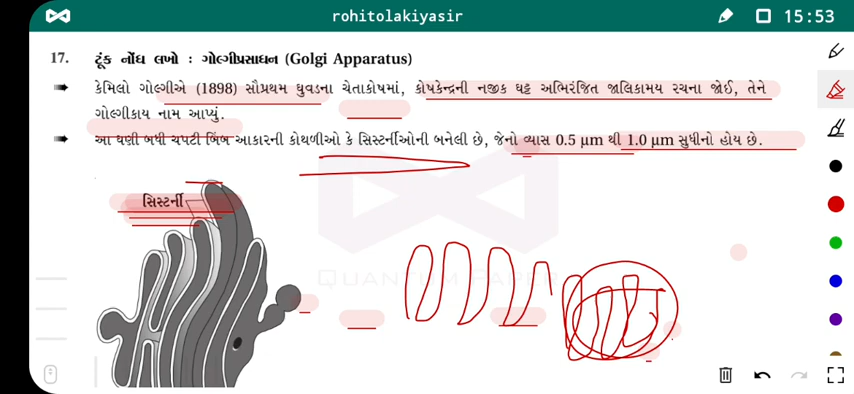 rohitolakiyasir
15:53
17. ટૂંક નોંધ લખો : ગોલ્ગીપ્રસાધન (Golgi Apparatus)
➠ કેમિલો ગોલ્ગીએ (1898) સૌપ્રથમ ઘુવડના ચેતાકોષમાં, કોષકેન્દ્રની નજીક ઘટ્ટ અભિરંજિત જાલિકામય રચના જોઈ, તેને
ગોલ્ગીકાય નામ આપ્યું.
➠ આ ઘણી બધી ચપટી બિંબ આકારની કોથળીઓ કે સિસ્ટર્નીઓની બનેલી છે, જેનો વ્યાસ 0.5 µm થી 1.0 µm સુધીનો હોય છે.
સિસ્ટર્ની